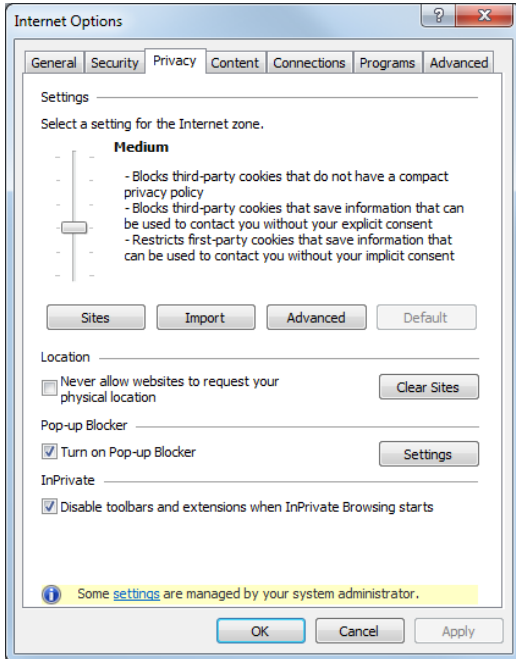 Internet Options
General Security Privacy Content Connections Programs Advanced
Settings
Select a setting for the Internet zone.
Medium
- Blocks third-party cookies that do not have a compact
privacy policy
- Blocks third-party cookies that save information that can
be used to contact you without your explicit consent
- Restricts first-party cookies that save information that
can be used to contact you without your implicit consent
Sites Import Advanced Default
Location
Never allow websites to request your
physical location
Clear Sites
Pop-up Blocker
Turn on Pop-up Blocker
Settings
InPrivate
Disable toolbars and extensions when InPrivate Browsing starts
Some settings are managed by your system administrator.
OK Cancel Apply